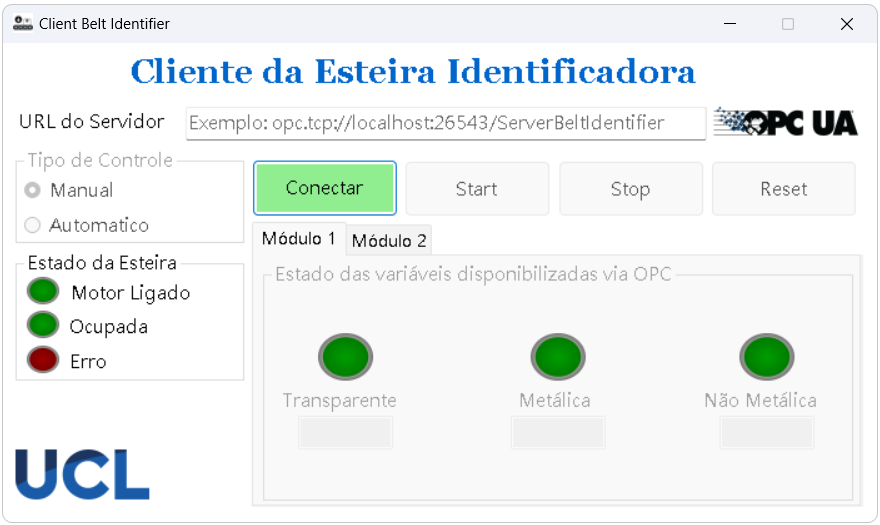 Client Belt Identifier
Cliente da Esteira Identificadora
URL do Servidor
Exemplo: opc.tcp://localhost:26543/ServerBeltIdentifier
OPC UA
Tipo de Controle
Manual
Automatico
Conectar
Start
Stop
Reset
Estado da Esteira
Motor Ligado
Ocupada
Erro
Módulo 1
Módulo 2
Estado das variáveis disponibilizadas via OPC
Transparente
Metálica
Não Metálica
UCL